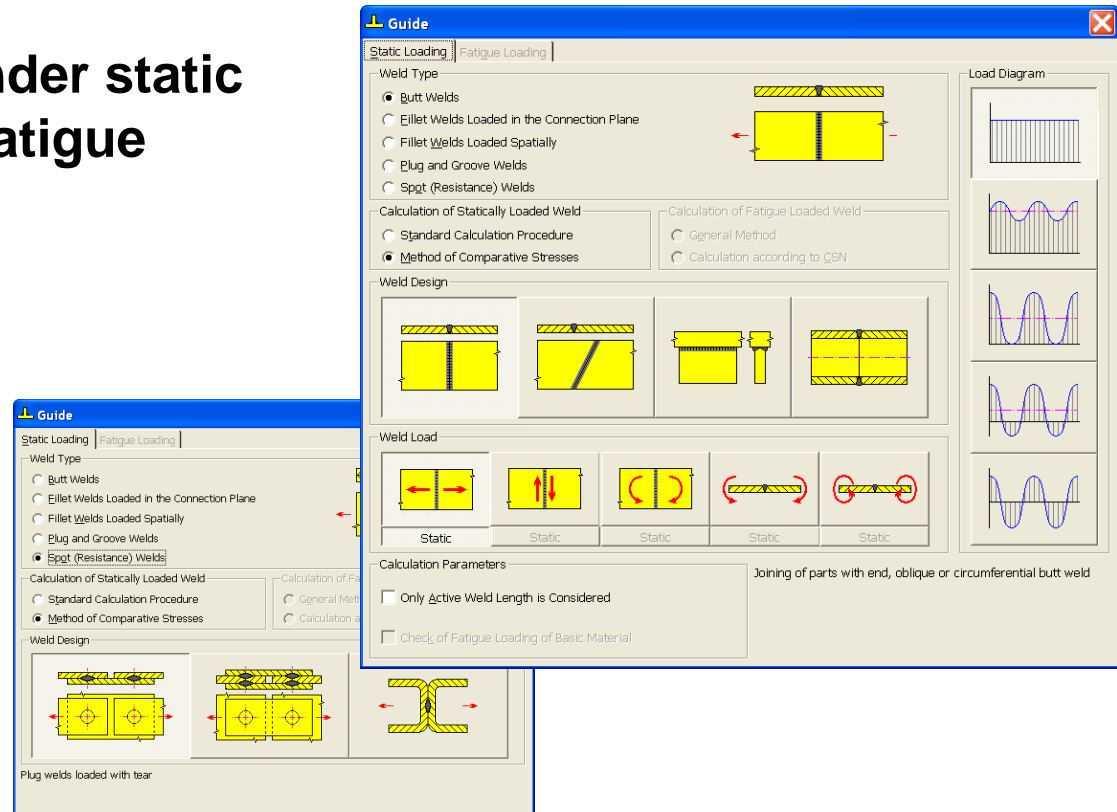 nder static
atigue
Guide
Static Loading Fatigue Loading
Weld Type
Butt Welds
Fillet Welds Loaded in the Connection Plane
Fillet Welds Loaded Spatially
Plug and Groove Welds
Spot (Resistance) Welds
Load Diagram
Calculation of Statically Loaded Weld
Standard Calculation Procedure
Method of Comparative Stresses
Calculation of Fatigue Loaded Weld
General Method
Calculation according to CSN
Weld Design
Weld Load
Static Static Static Static Static
Calculation Parameters
Only Active Weld Length is Considered
Check of Fatigue Loading of Basic Material
Joining of parts with end, oblique or circumferential butt weld
Guide
Static Loading Fatigue Loading
Weld Type
Butt Welds
Fillet Welds Loaded in the Connection Plane
Fillet Welds Loaded Spatially
Plug and Groove Welds
Spot (Resistance) Welds
Calculation of Statically Loaded Weld
Standard Calculation Procedure
Method of Comparative Stresses
Calculation of Fa
General Meth
Calculation a
Weld Design
Plug welds loaded with tear